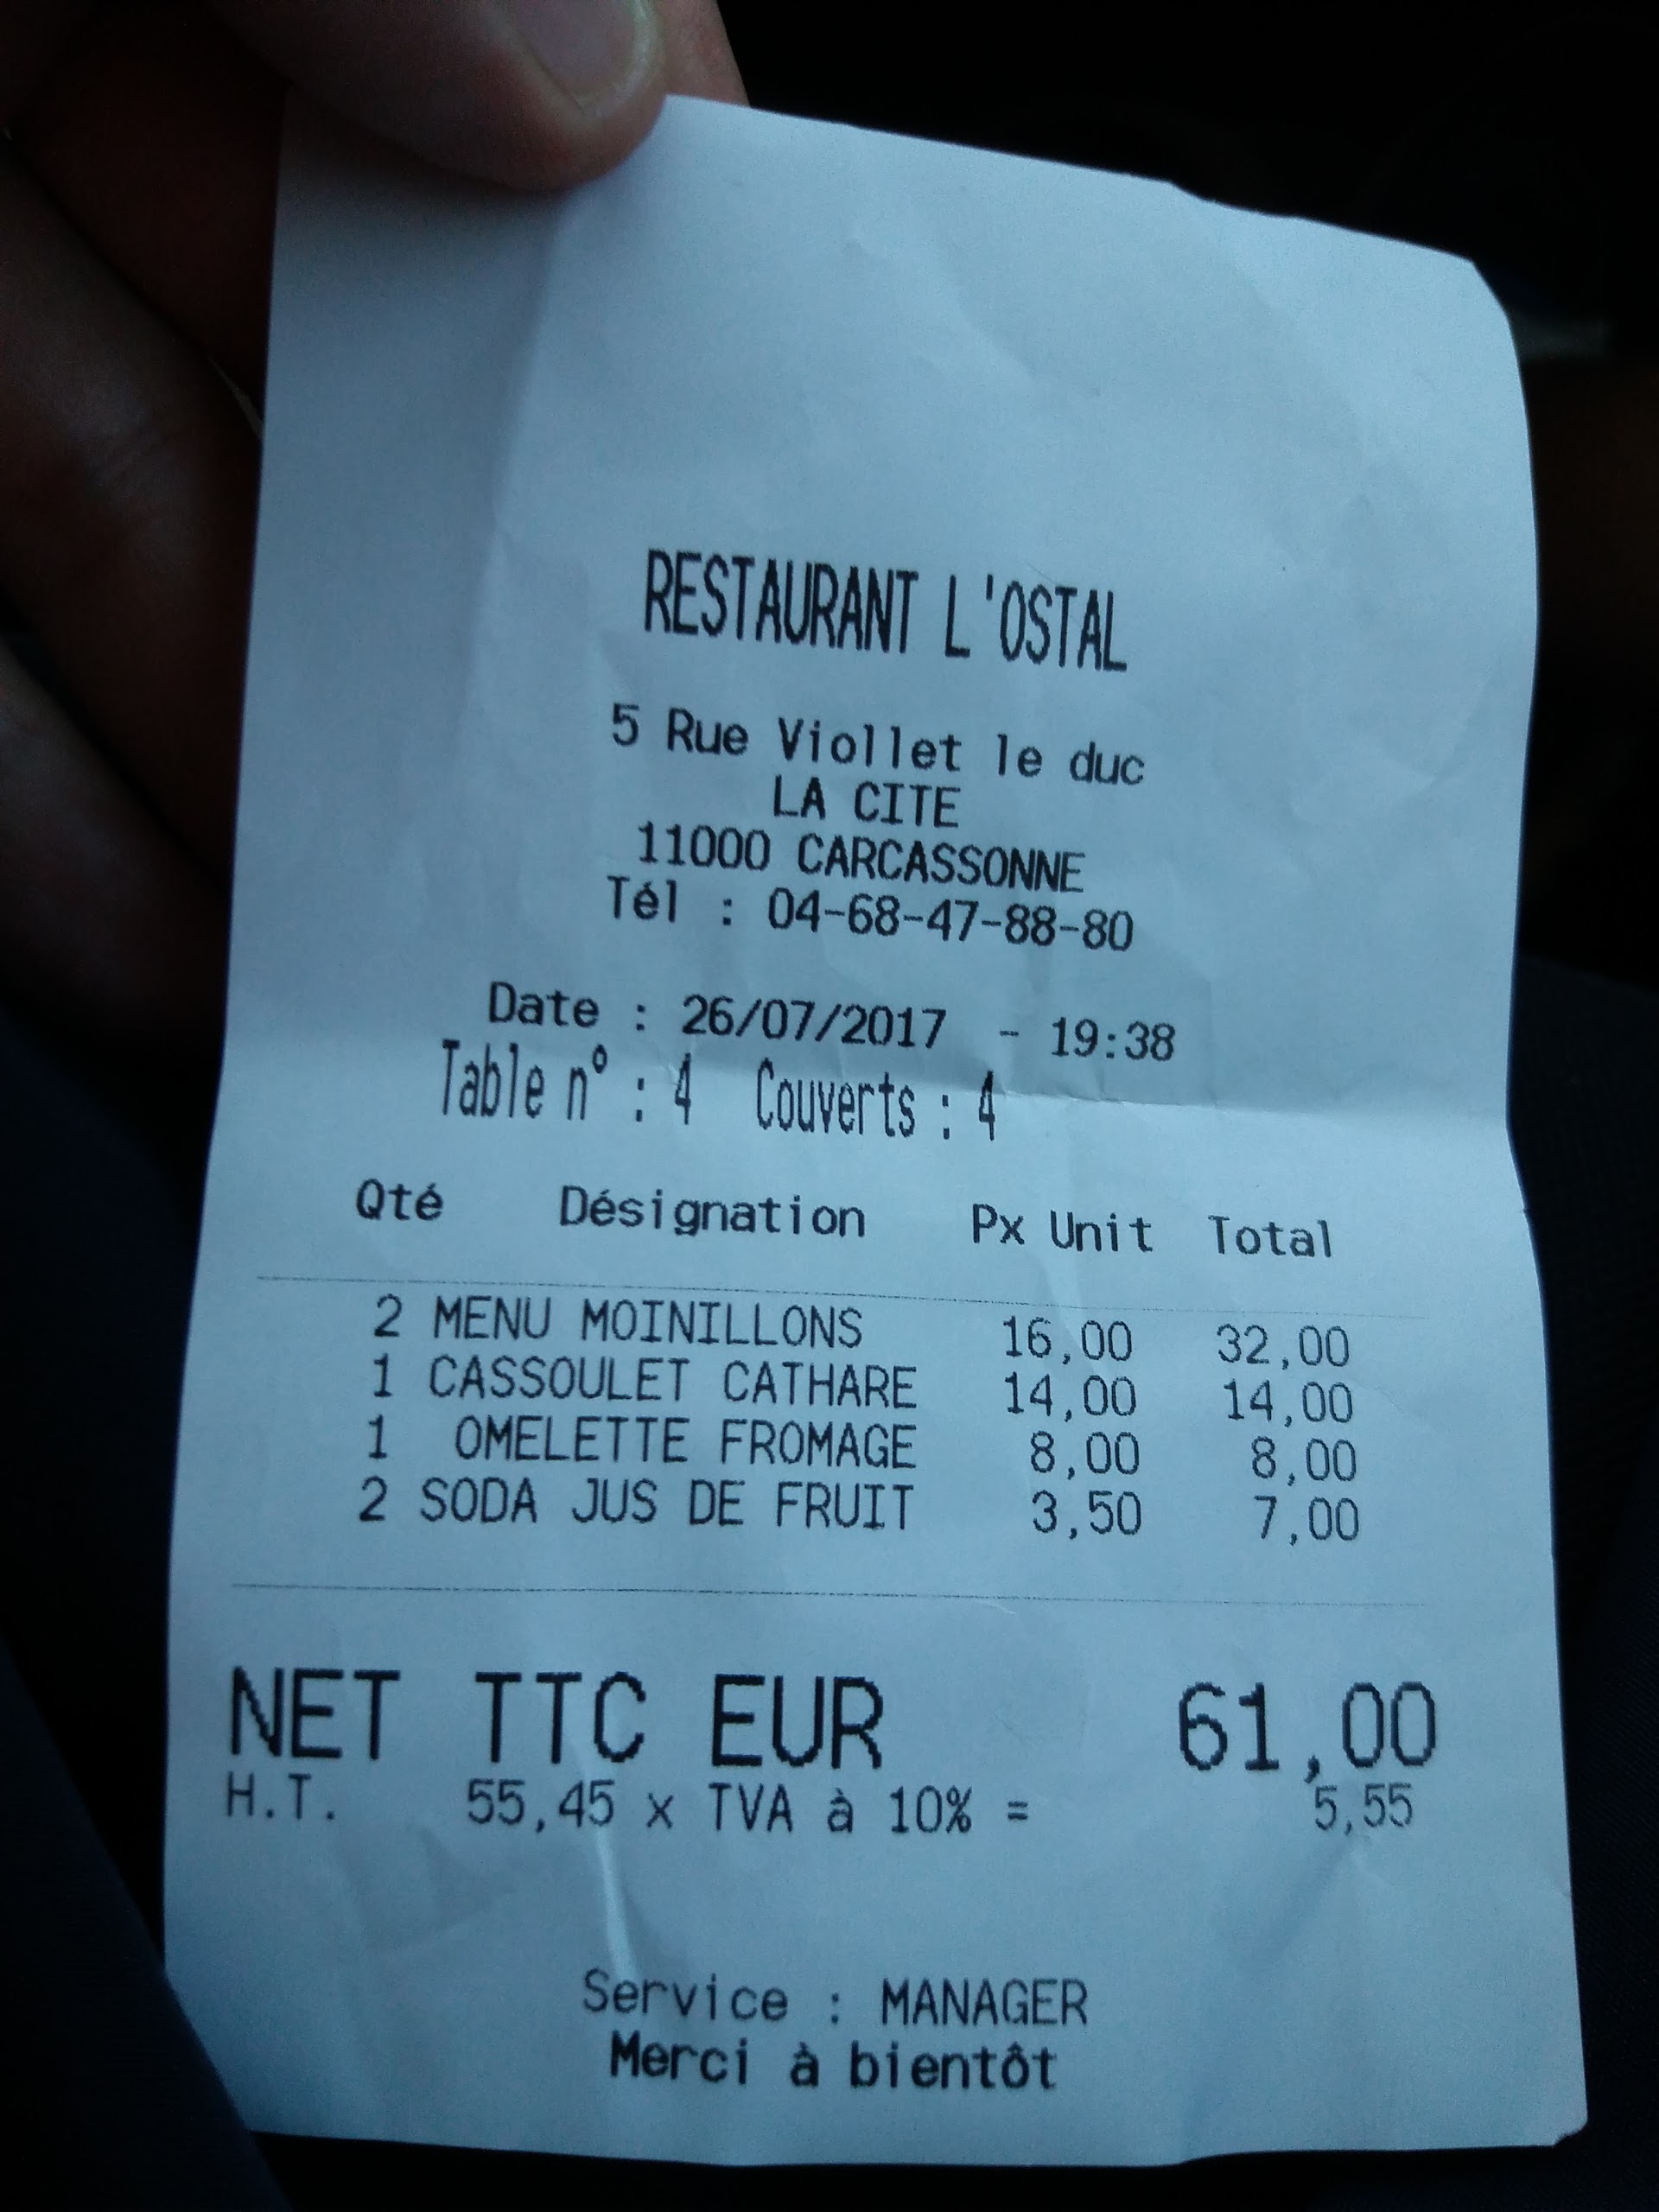 RESTAURANT L'OSTAL
5 Rue Viollet le duc
LA CITE
11000 CARCASSONNE
Tél : 04-68-47-88-80
Date : 26/07/2017 - 19:38
Table n° : 4 Couverts : 4
Qté Désignation Px Unit Total
2 MENU MOINILLONS 16,00 32,00
1 CASSOULET CATHARE 14,00 14,00
1 OMELETTE FROMAGE 8,00 8,00
2 SODA JUS DE FRUIT 3,50 7,00
NET TTC EUR 61,00
H.T. 55,45 x TVA à 10% = 5,55
Service : MANAGER
Merci à bientôt